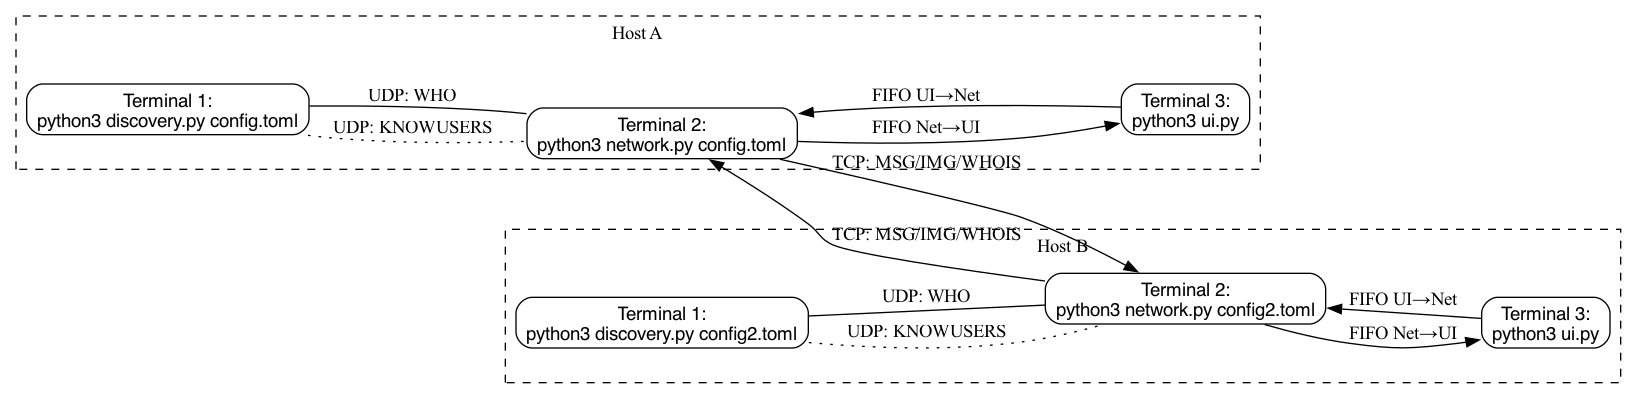 Host A
Terminal 1:
python3 discovery.py config.toml
UDP: WHO
UDP: KNOWUSERS
Terminal 2:
python3 network.py config.toml
FIFO UI→Net
FIFO Net→UI
Terminal 3:
python3 ui.py
TCP: MSG/IMG/WHOIS
TCP: MSG/IMG/WHOIS
Host B
Terminal 1:
python3 discovery.py config2.toml
UDP: WHO
UDP: KNOWUSERS
Terminal 2:
python3 network.py config2.toml
FIFO UI→Net
FIFO Net→UI
Terminal 3:
python3 ui.py